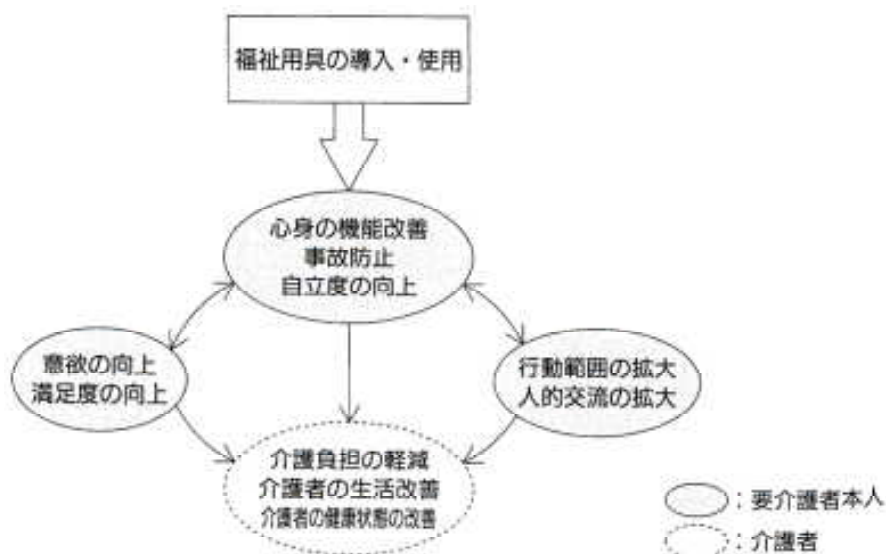 福祉用具の導入・使用
心身の機能改善
事故防止
自立度の向上
意欲の向上
満足度の向上
行動範囲の拡大
人的交流の拡大
介護負担の軽減
介護者の生活改善
介護者の健康状態の改善
：要介護者本人
：介護者